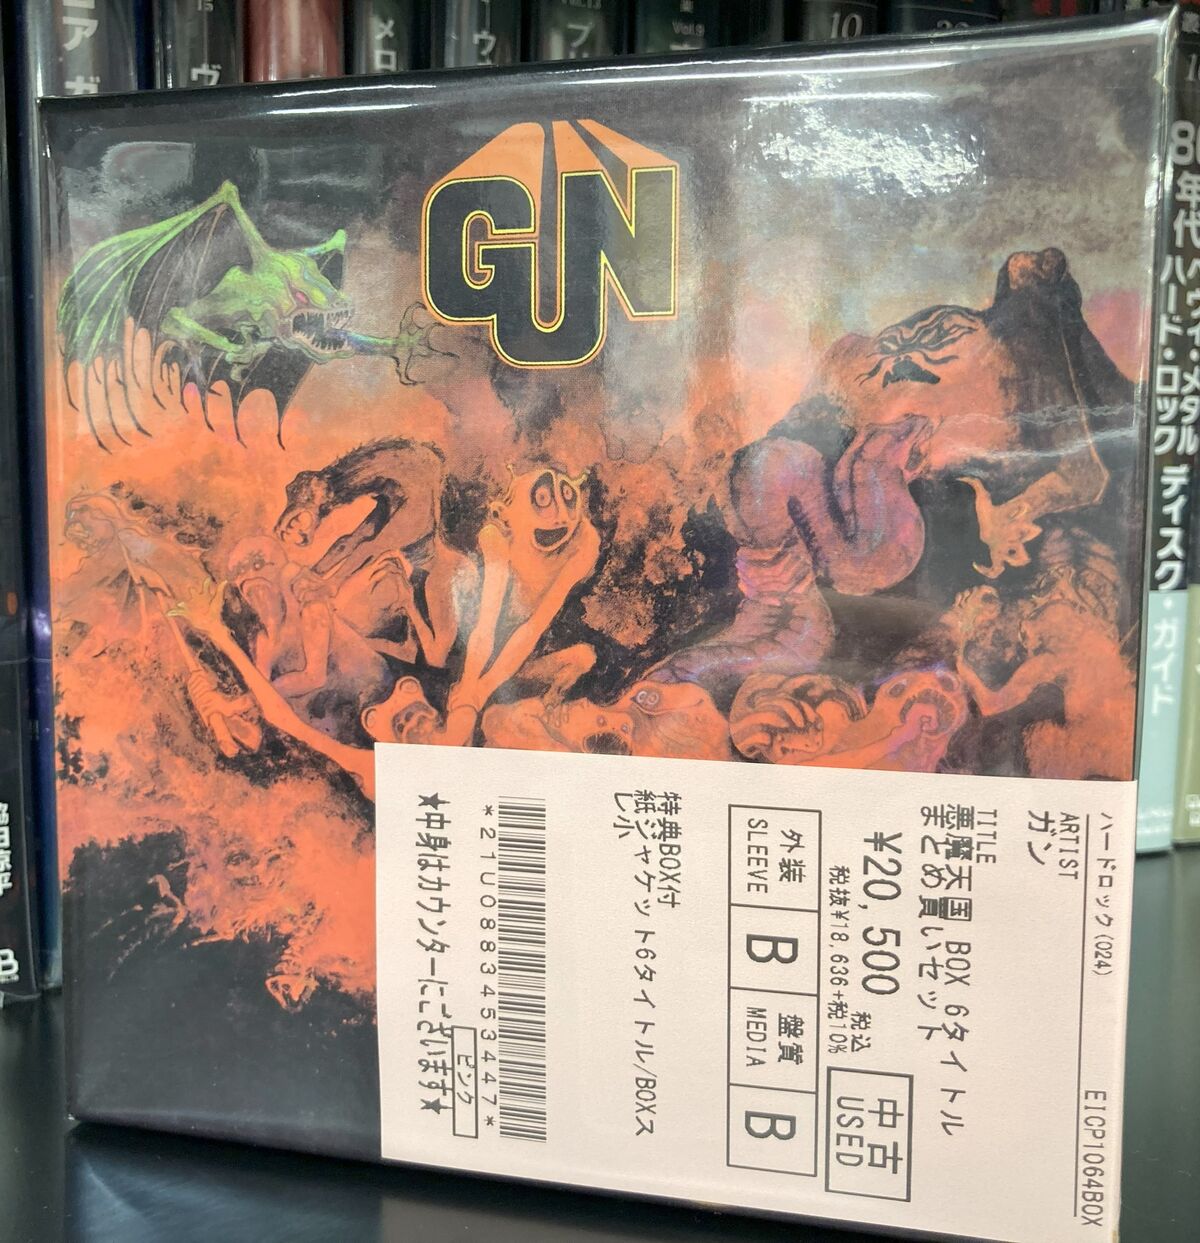 GUN
ハードロック(024)
EICP1064BOX
ARTIST
ガン
TITLE
悪魔天国 BOX 6タイトル
まとめ買いセット
¥20,500
税込
税抜¥18,636+税10%
中古
USED
外装
SLEEVE
B
盤質
MEDIA
B
特典BOX付
紙ジャケット6タイトル/BOXス
レ小
*21U0883453447*
ピンク
★中身はカウンターにございます★
80年代ヘヴィ・メタル
ハード・ロック ディスク・ガイド
メロ
Vol.9
10